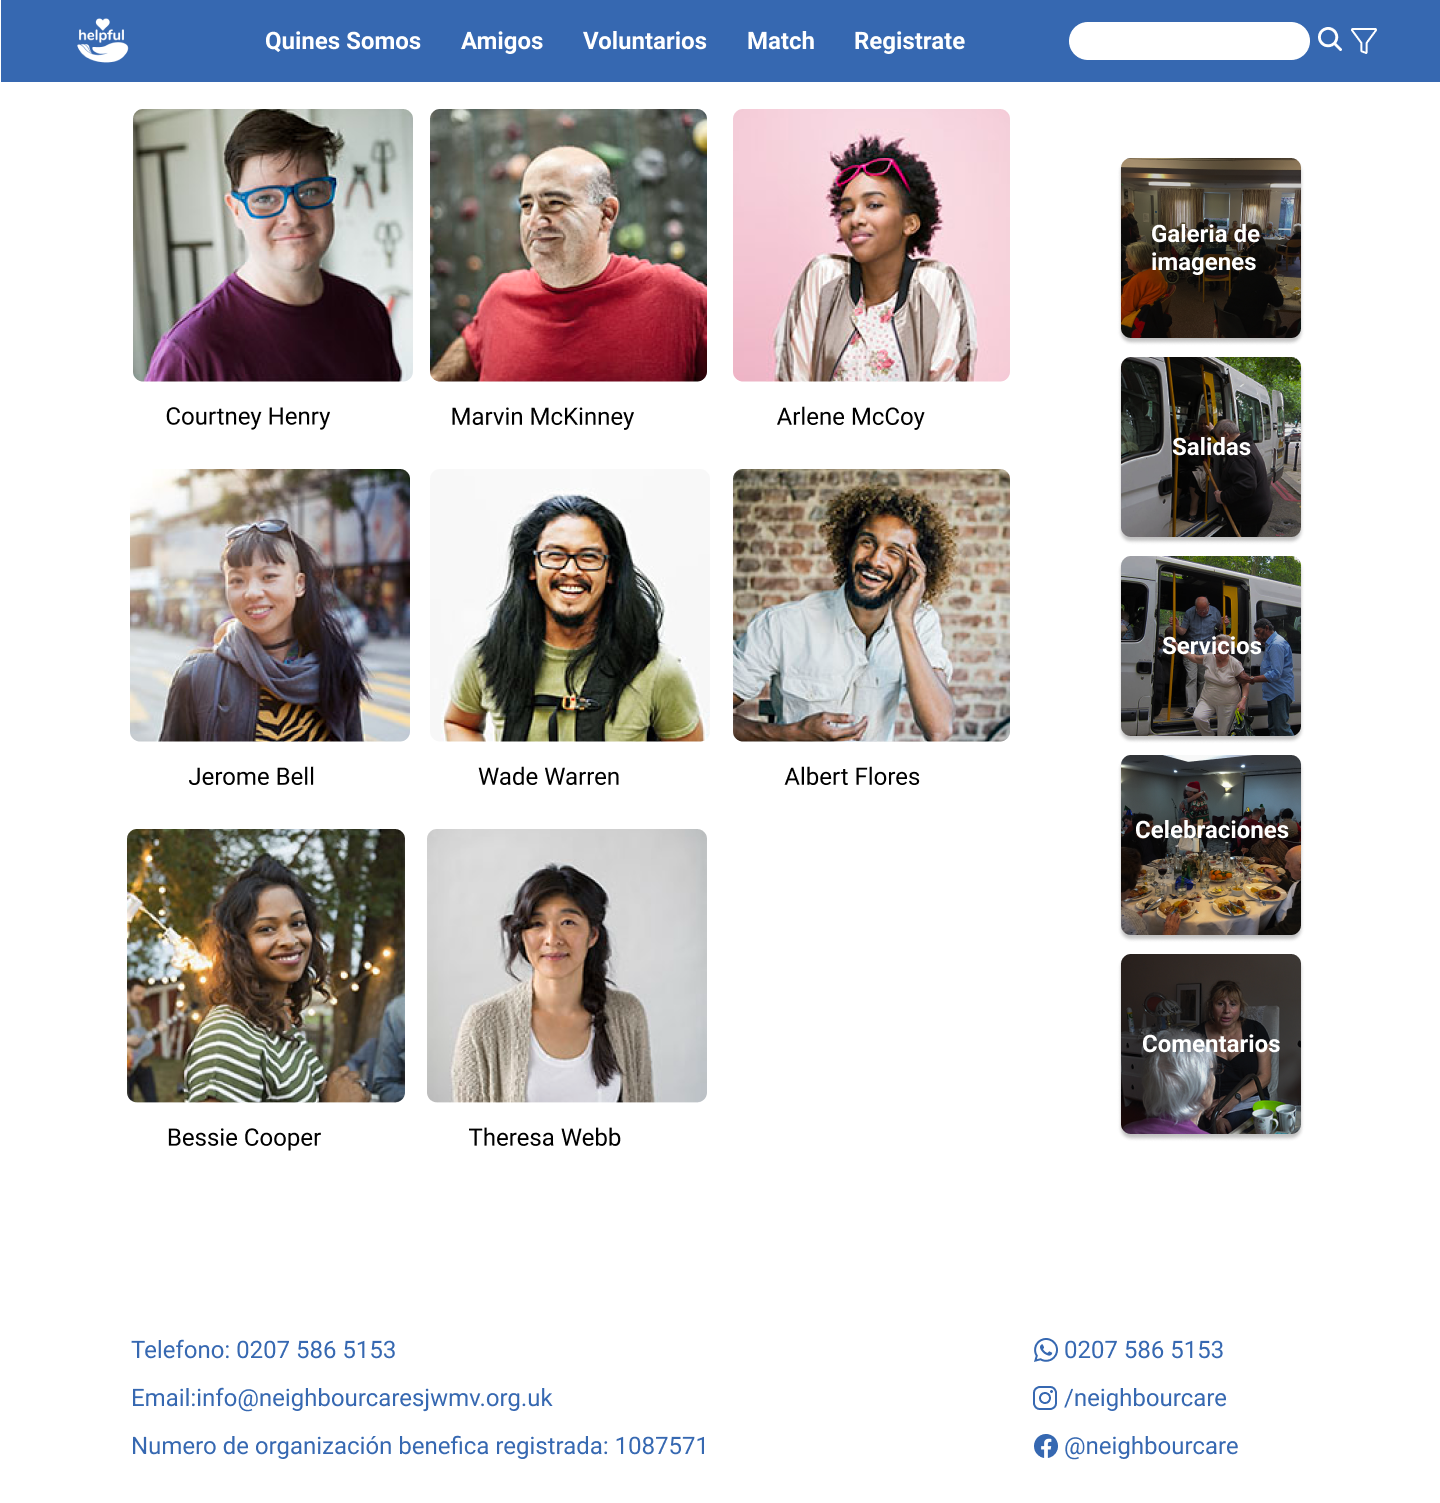 helpful
Quines Somos
Amigos
Voluntarios
Match
Registrate
Courtney Henry
Marvin McKinney
Arlene McCoy
Jerome Bell
Wade Warren
Albert Flores
Bessie Cooper
Theresa Webb
Galeria de
imagenes
Salidas
Servicios
Celebraciones
Comentarios
Telefono: 0207 586 5153
Email:info@neighbourcaresjwmv.org.uk
Numero de organización benefica registrada: 1087571
0207 586 5153
/neighbourcare
@neighbourcare